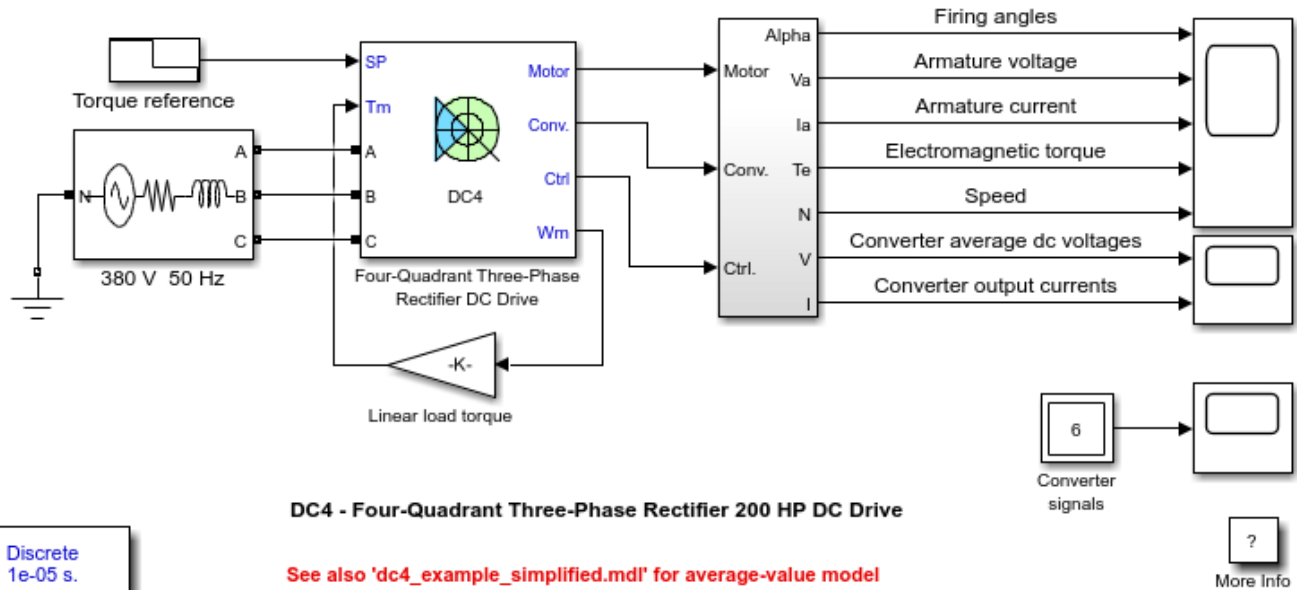 Firing angles
Alpha
SP
Motor
Motor
Armature voltage
Va
Torque reference
Tm
Armature current
Ia
Conv.
A
A
Electromagnetic torque
Conv.
Te
Ctrl
N
B
B
DC4
Speed
N
Wm
C
C
Converter average dc voltages
V
Ctrl.
380 V 50 Hz
Four-Quadrant Three-Phase
Rectifier DC Drive
Converter output currents
I
-K-
Linear load torque
6
Converter
signals
DC4 - Four-Quadrant Three-Phase Rectifier 200 HP DC Drive
Discrete
1e-05 s.
See also 'dc4_example_simplified.mdl' for average-value model
?
More Info